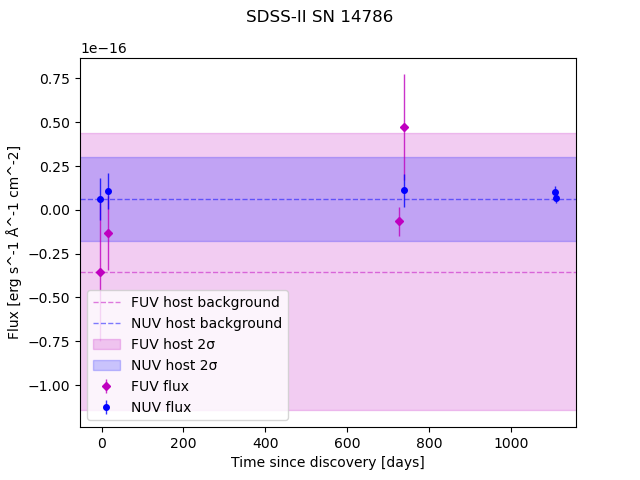 SDSS-II SN 14786
1e−16
0.75
0.50
0.25
0.00
−0.25
−0.50
−0.75
−1.00
Flux [erg s^-1 Å^-1 cm^-2]
FUV host background
NUV host background
FUV host 2σ
NUV host 2σ
FUV flux
NUV flux
0 200 400 600 800 1000
Time since discovery [days]